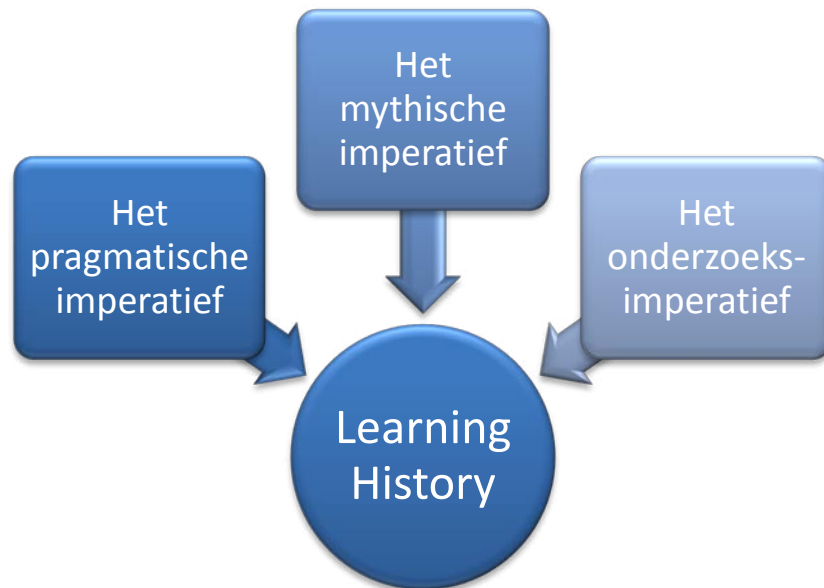 Het
mythische
imperatief
Het
pragmatische
imperatief
Het
onderzoeks-
imperatief
Learning
History